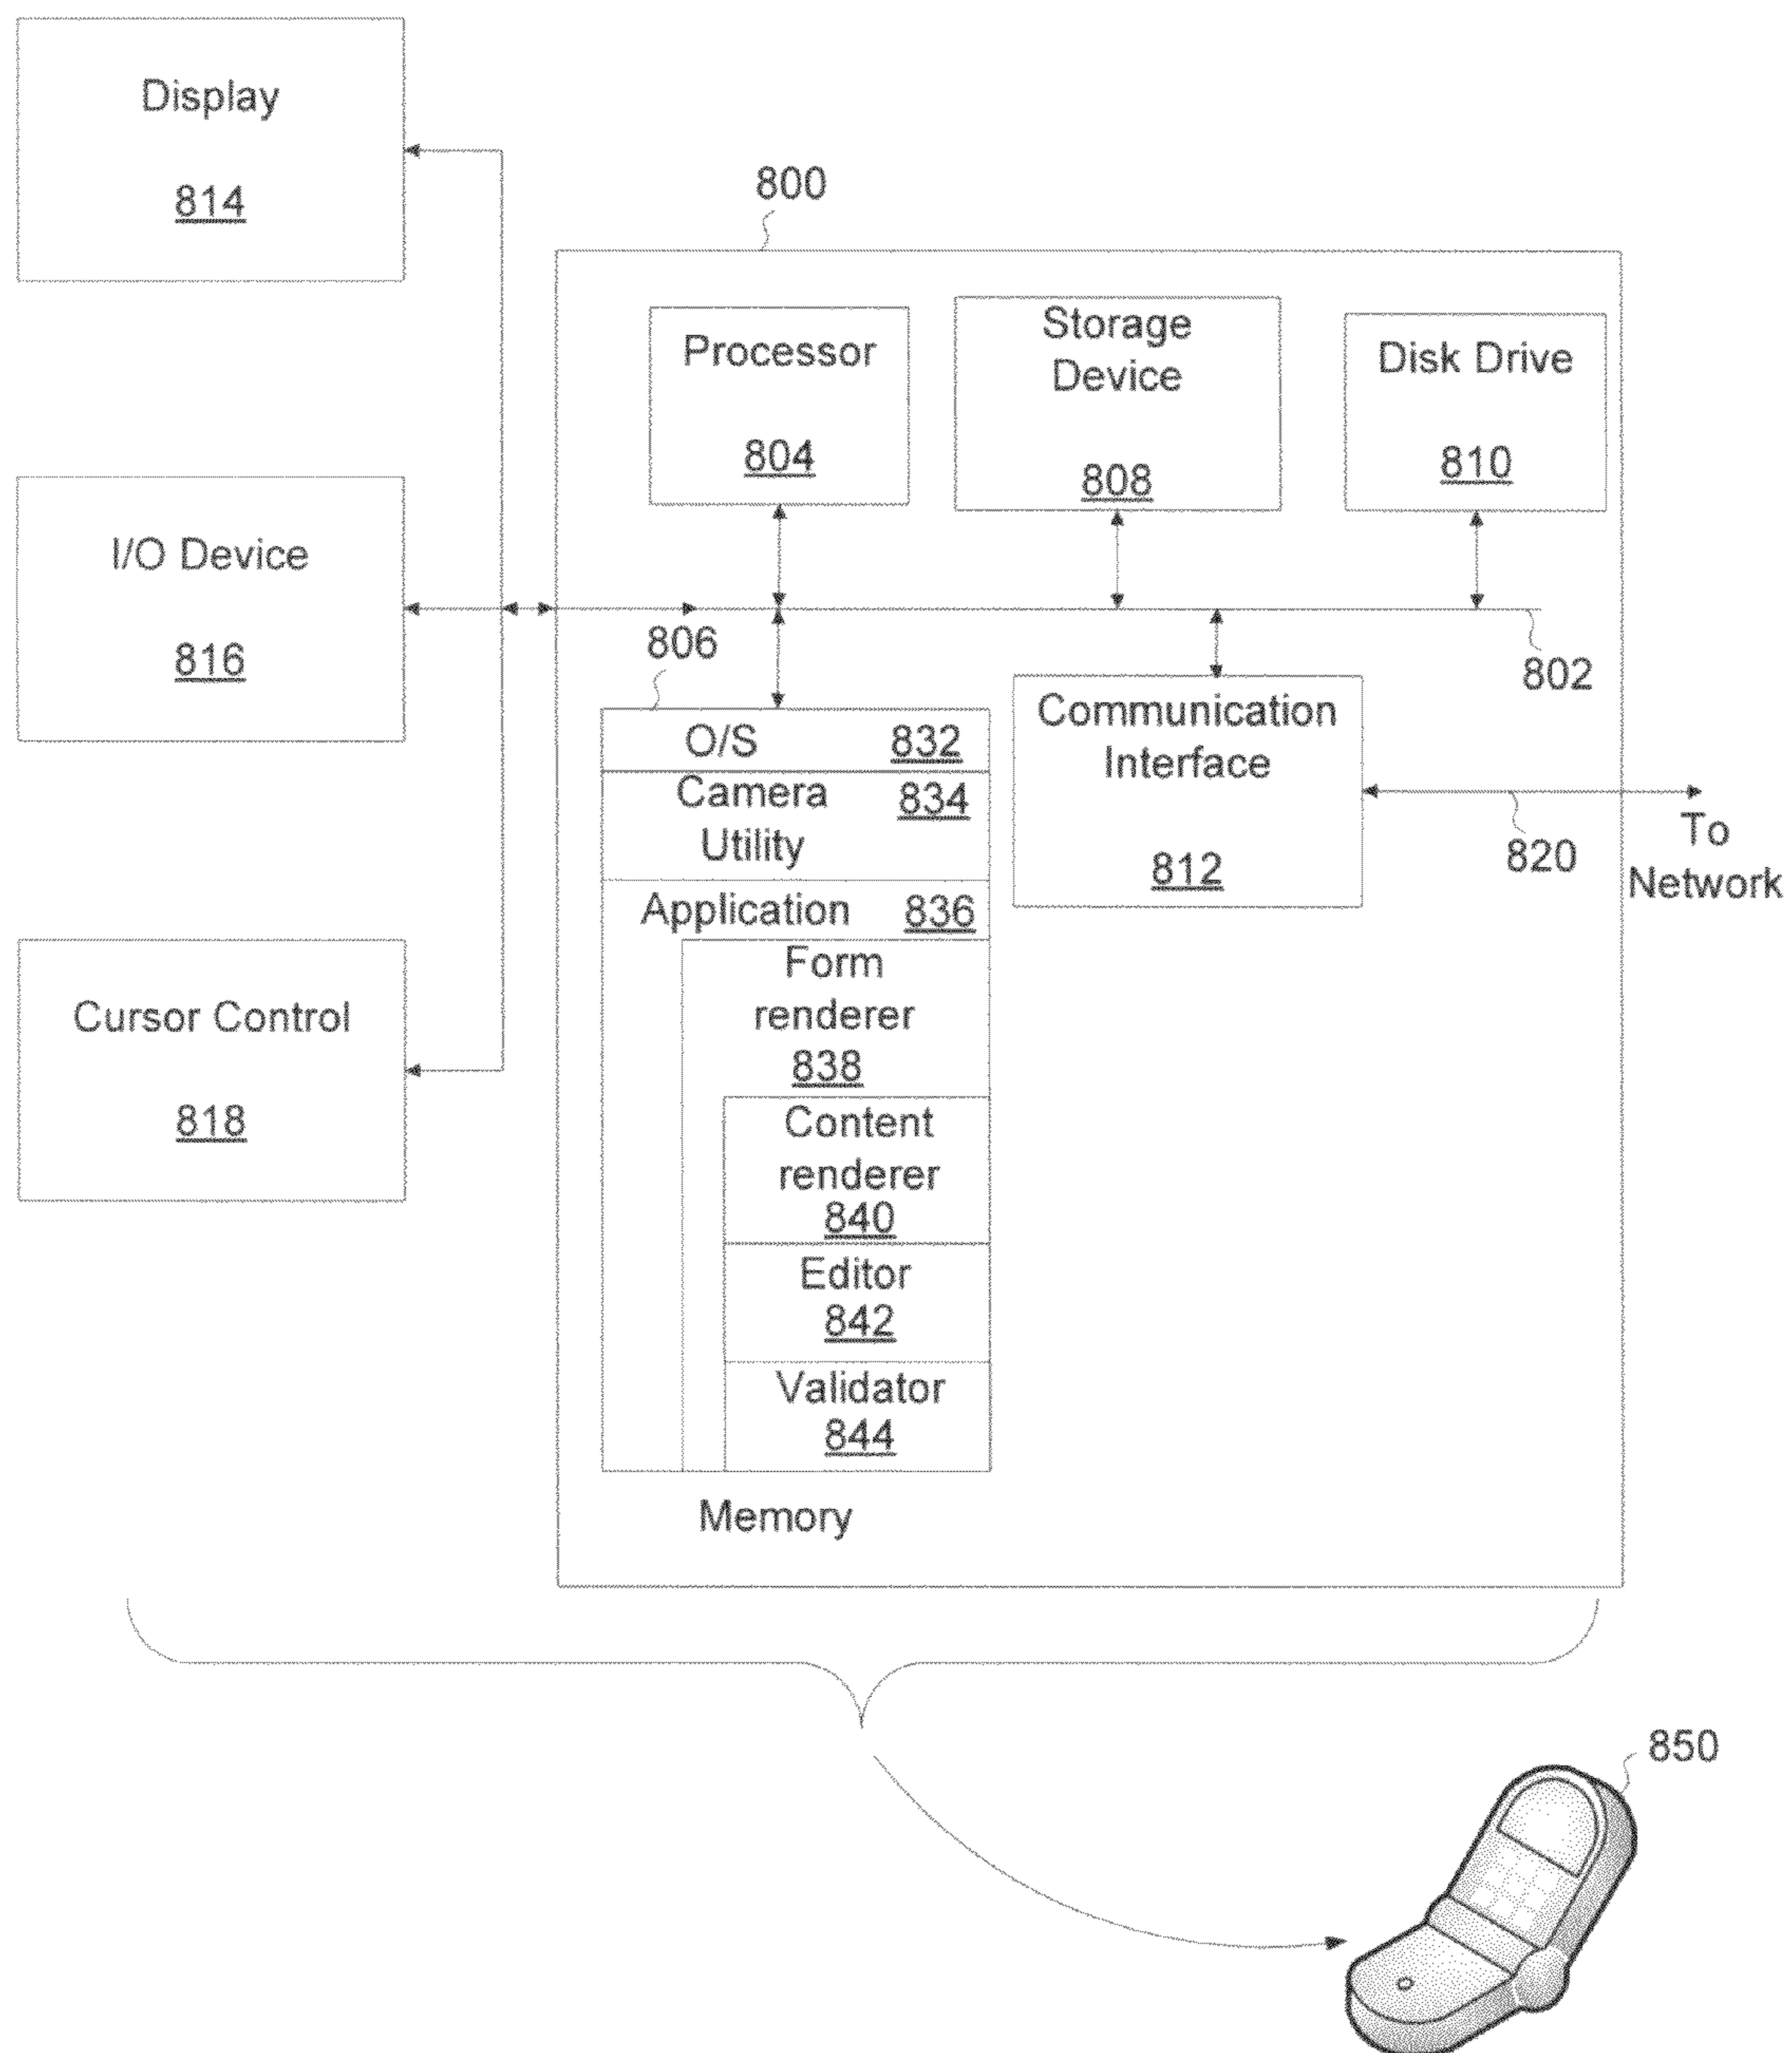 Display
814
800
Processor
804
Storage
Device
808
Disk Drive
810
I/O Device
816
806
802
O/S 832
Camera 834
Utility
Application 836
Form
renderer
838
Content
renderer
840
Editor
842
Validator
844
Memory
Communication
Interface
812
820
To
Network
Cursor Control
818
850